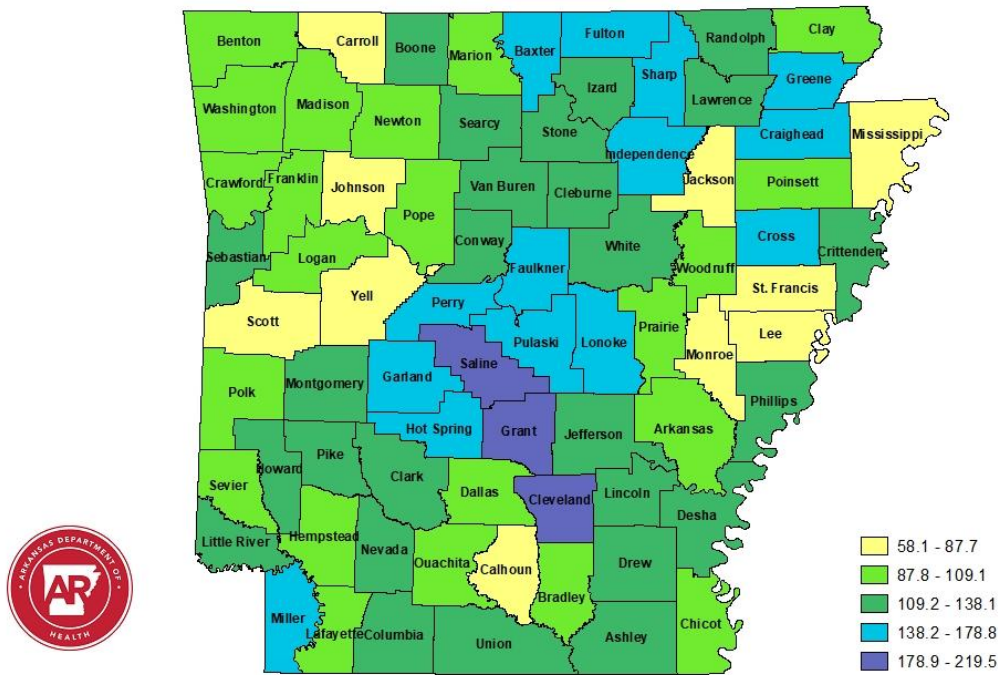 Benton
Carroll
Boone
Marion
Baxter
Fulton
Randolph
Clay
Sharp
Izard
Greene
Lawrence
Washington
Madison
Newton
Searcy
Stone
Independence
Craighead
Mississippi
Jackson
Poinsett
Crawford
Franklin
Johnson
Pope
Van Buren
Cleburne
Sebastian
Logan
Conway
White
Cross
Crittenden
Woodruff
Faulkner
St. Francis
Scott
Yell
Perry
Pulaski
Lonoke
Prairie
Monroe
Lee
Saline
Garland
Polk
Montgomery
Phillips
Hot Spring
Grant
Jefferson
Arkansas
Howard
Pike
Clark
Sevier
Dallas
Cleveland
Lincoln
Desha
Little River
Hempstead
Nevada
Ouachita
Calhoun
Bradley
Drew
Miller
Lafayette
Columbia
Union
Ashley
Chicot
ARKANSAS DEPARTMENT OF
AR
HEALTH
58.1 - 87.7
87.8 - 109.1
109.2 - 138.1
138.2 - 178.8
178.9 - 219.5